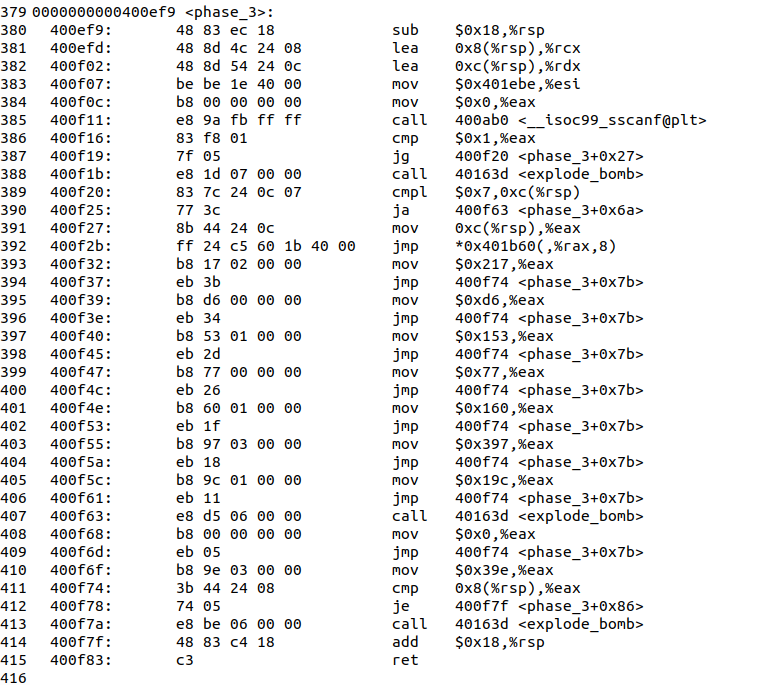 379 0000000000400ef9 <phase_3>:
380 400ef9: 48 83 ec 18 sub $0x18,%rsp
381 400efd: 48 8d 4c 24 08 lea 0x8(%rsp),%rcx
382 400f02: 48 8d 54 24 0c lea 0xc(%rsp),%rdx
383 400f07: be be 1e 40 00 mov $0x401ebe,%esi
384 400f0c: b8 00 00 00 00 mov $0x0,%eax
385 400f11: e8 9a fb ff ff call 400ab0 <__isoc99_sscanf@plt>
386 400f16: 83 f8 01 cmp $0x1,%eax
387 400f19: 7f 05 jg 400f20 <phase_3+0x27>
388 400f1b: e8 1d 07 00 00 call 40163d <explode_bomb>
389 400f20: 83 7c 24 0c 07 cmpl $0x7,0xc(%rsp)
390 400f25: 77 3c ja 400f63 <phase_3+0x6a>
391 400f27: 8b 44 24 0c mov 0xc(%rsp),%eax
392 400f2b: ff 24 c5 60 1b 40 00 jmp *0x401b60(,%rax,8)
393 400f32: b8 17 02 00 00 mov $0x217,%eax
394 400f37: eb 3b jmp 400f74 <phase_3+0x7b>
395 400f39: b8 d6 00 00 00 mov $0xd6,%eax
396 400f3e: eb 34 jmp 400f74 <phase_3+0x7b>
397 400f40: b8 53 01 00 00 mov $0x153,%eax
398 400f45: eb 2d jmp 400f74 <phase_3+0x7b>
399 400f47: b8 77 00 00 00 mov $0x77,%eax
400 400f4c: eb 26 jmp 400f74 <phase_3+0x7b>
401 400f4e: b8 60 01 00 00 mov $0x160,%eax
402 400f53: eb 1f jmp 400f74 <phase_3+0x7b>
403 400f55: b8 97 03 00 00 mov $0x397,%eax
404 400f5a: eb 18 jmp 400f74 <phase_3+0x7b>
405 400f5c: b8 9c 01 00 00 mov $0x19c,%eax
406 400f61: eb 11 jmp 400f74 <phase_3+0x7b>
407 400f63: e8 d5 06 00 00 call 40163d <explode_bomb>
408 400f68: b8 00 00 00 00 mov $0x0,%eax
409 400f6d: eb 05 jmp 400f74 <phase_3+0x7b>
410 400f6f: b8 9e 03 00 00 mov $0x39e,%eax
411 400f74: 3b 44 24 08 cmp 0x8(%rsp),%eax
412 400f78: 74 05 je 400f7f <phase_3+0x86>
413 400f7a: e8 be 06 00 00 call 40163d <explode_bomb>
414 400f7f: 48 83 c4 18 add $0x18,%rsp
415 400f83: c3 ret
416